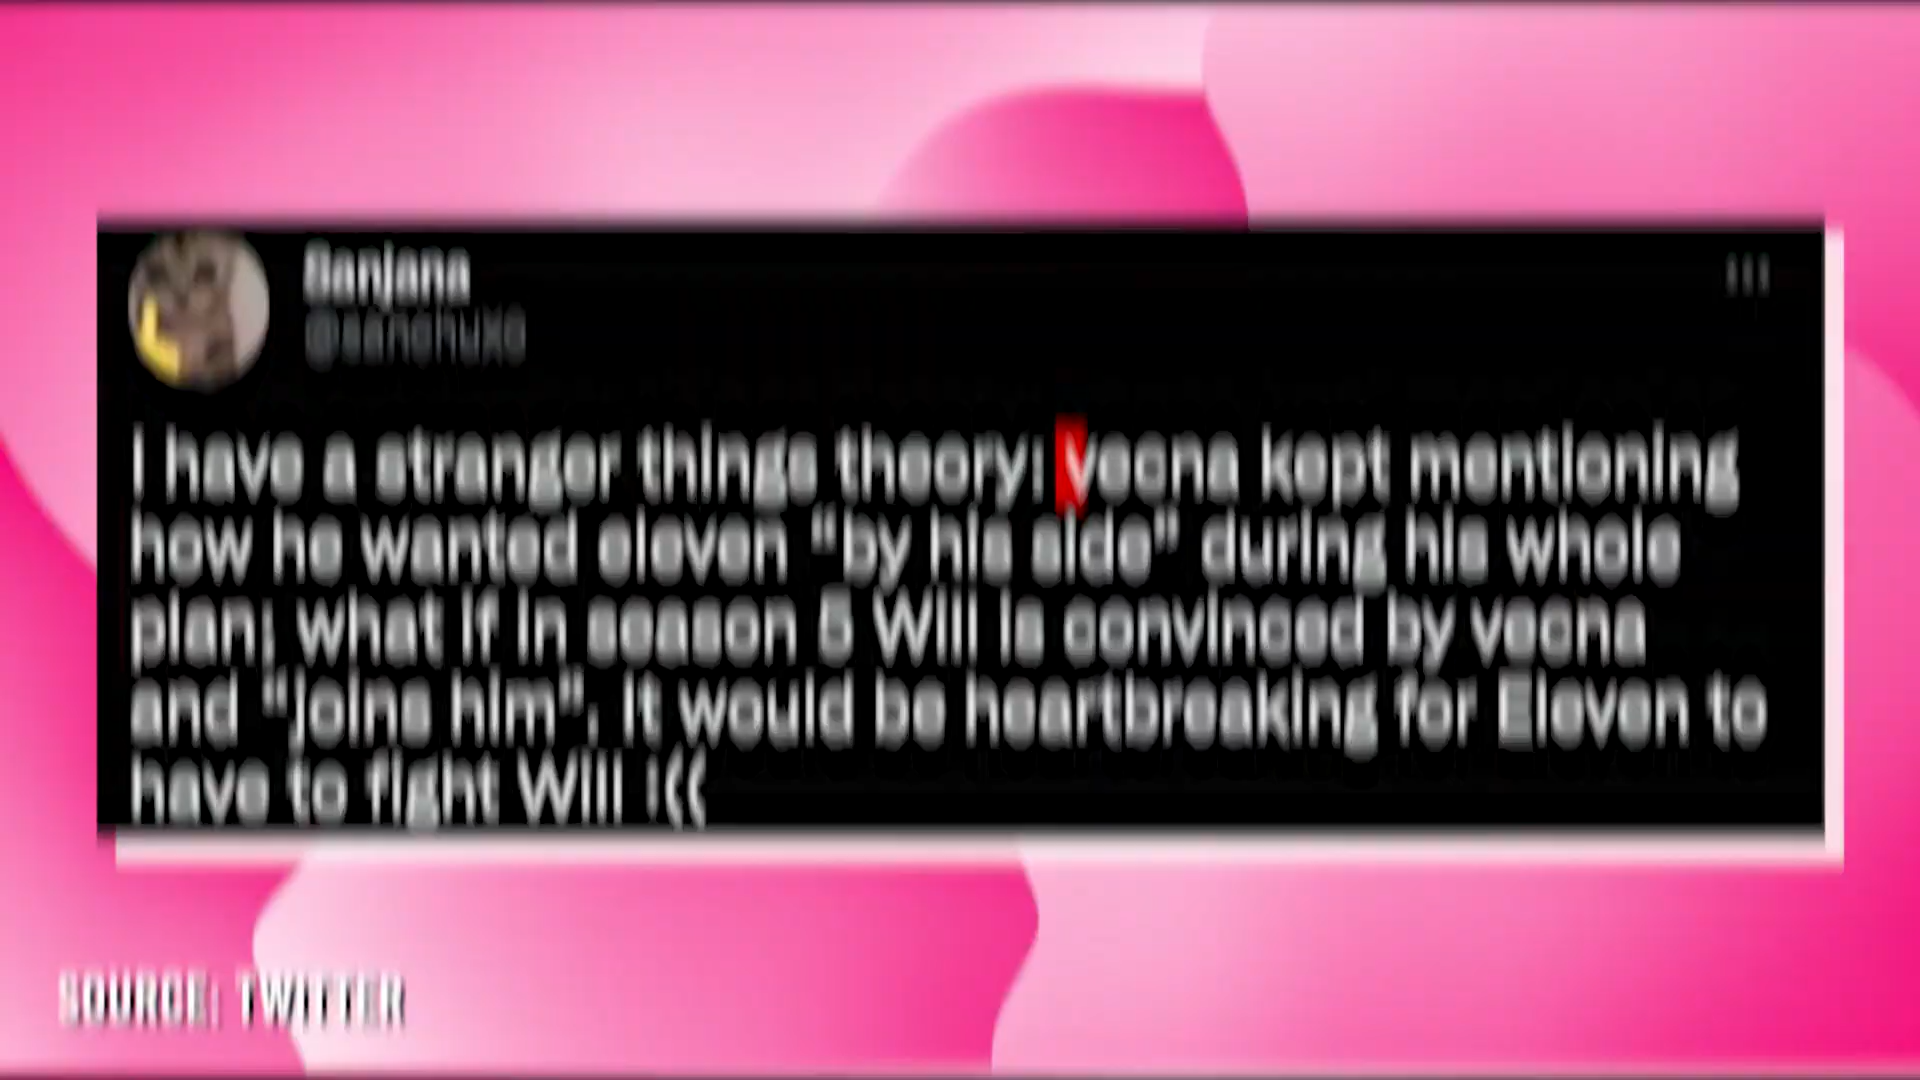 Sanjana
I have a stranger things theory: vecna kept mentioning
how he wanted eleven "by his side" during his whole
plan; what if in season 5 Will is convinced by vecna
and "joins him". It would be heartbreaking for Eleven to
have to fight Will :((
SOURCE: TWITTER